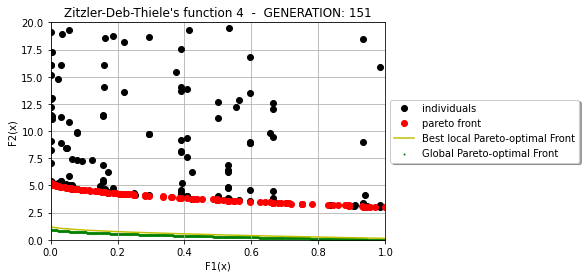 Zitzler-Deb-Thiele's function 4 - GENERATION: 151
20.0
17.5
15.0
12.5
10.0
7.5
5.0
2.5
0.0
F2(x)
0.0 0.2 0.4 0.6 0.8 1.0
F1(x)
individuals
pareto front
Best local Pareto-optimal Front
Global Pareto-optimal Front